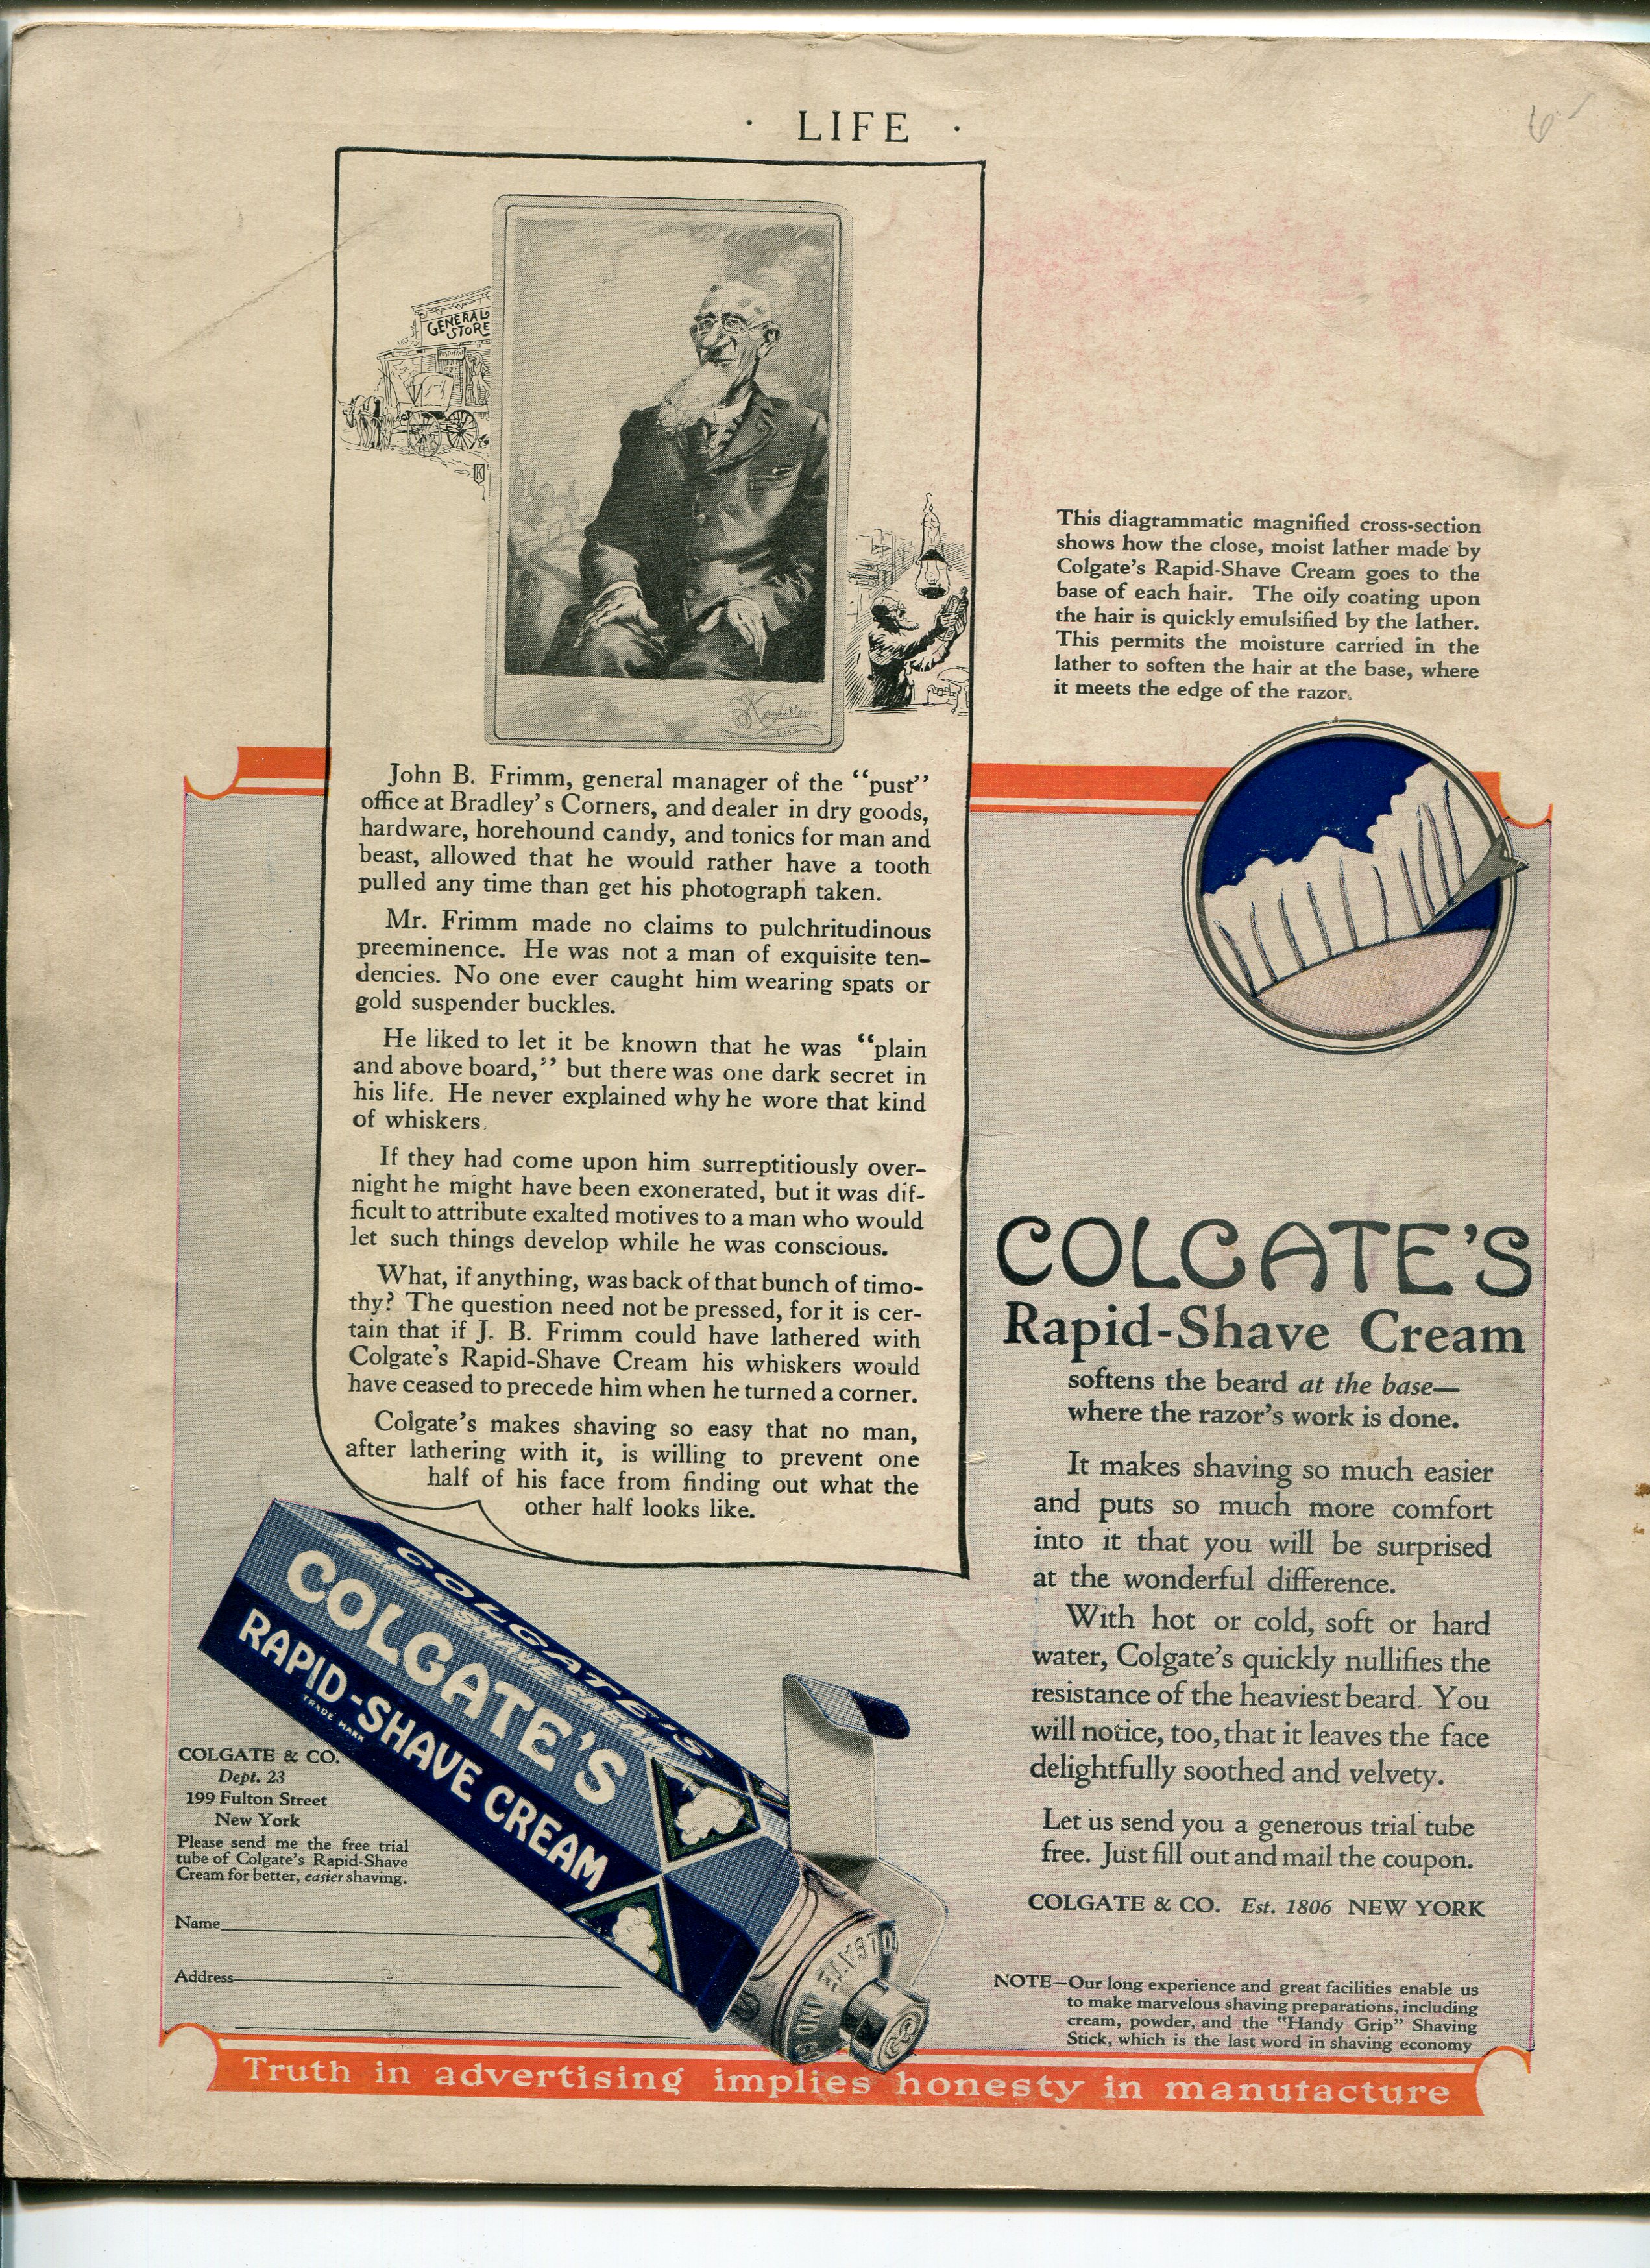 · LIFE ·
GENERAL
STORE
K
John B. Frimm, general manager of the “pust”
office at Bradley’s Corners, and dealer in dry goods,
hardware, horehound candy, and tonics for man and
beast, allowed that he would rather have a tooth
pulled any time than get his photograph taken.
Mr. Frimm made no claims to pulchritudinous
preeminence. He was not a man of exquisite ten-
dencies. No one ever caught him wearing spats or
gold suspender buckles.
He liked to let it be known that he was “plain
and above board,” but there was one dark secret in
his life. He never explained why he wore that kind
of whiskers.
If they had come upon him surreptitiously over-
night he might have been exonerated, but it was dif-
ficult to attribute exalted motives to a man who would
let such things develop while he was conscious.
What, if anything, was back of that bunch of timo-
thy? The question need not be pressed, for it is cer-
tain that if J. B. Frimm could have lathered with
Colgate’s Rapid-Shave Cream his whiskers would
have ceased to precede him when he turned a corner.
Colgate’s makes shaving so easy that no man,
after lathering with it, is willing to prevent one
half of his face from finding out what the
other half looks like.
This diagrammatic magnified cross-section
shows how the close, moist lather made by
Colgate’s Rapid-Shave Cream goes to the
base of each hair. The oily coating upon
the hair is quickly emulsified by the lather.
This permits the moisture carried in the
lather to soften the hair at the base, where
it meets the edge of the razor.
COLGATE’S
Rapid-Shave Cream
softens the beard at the base—
where the razor’s work is done.
It makes shaving so much easier
and puts so much more comfort
into it that you will be surprised
at the wonderful difference.
With hot or cold, soft or hard
water, Colgate’s quickly nullifies the
resistance of the heaviest beard. You
will notice, too, that it leaves the face
delightfully soothed and velvety.
Let us send you a generous trial tube
free. Just fill out and mail the coupon.
COLGATE & CO. Est. 1806 NEW YORK
NOTE—Our long experience and great facilities enable us
to make marvelous shaving preparations, including
cream, powder, and the “Handy Grip” Shaving
Stick, which is the last word in shaving economy
COLGATE’S
RAPID-SHAVE CREAM
COLGATE’S
RAPID-SHAVE CREAM
TRADE MARK
AND
COLGATE & CO.
Dept. 23
199 Fulton Street
New York
Please send me the free trial
tube of Colgate’s Rapid-Shave
Cream for better, easier shaving.
Name
Address
Truth in advertising implies honesty in manufacture